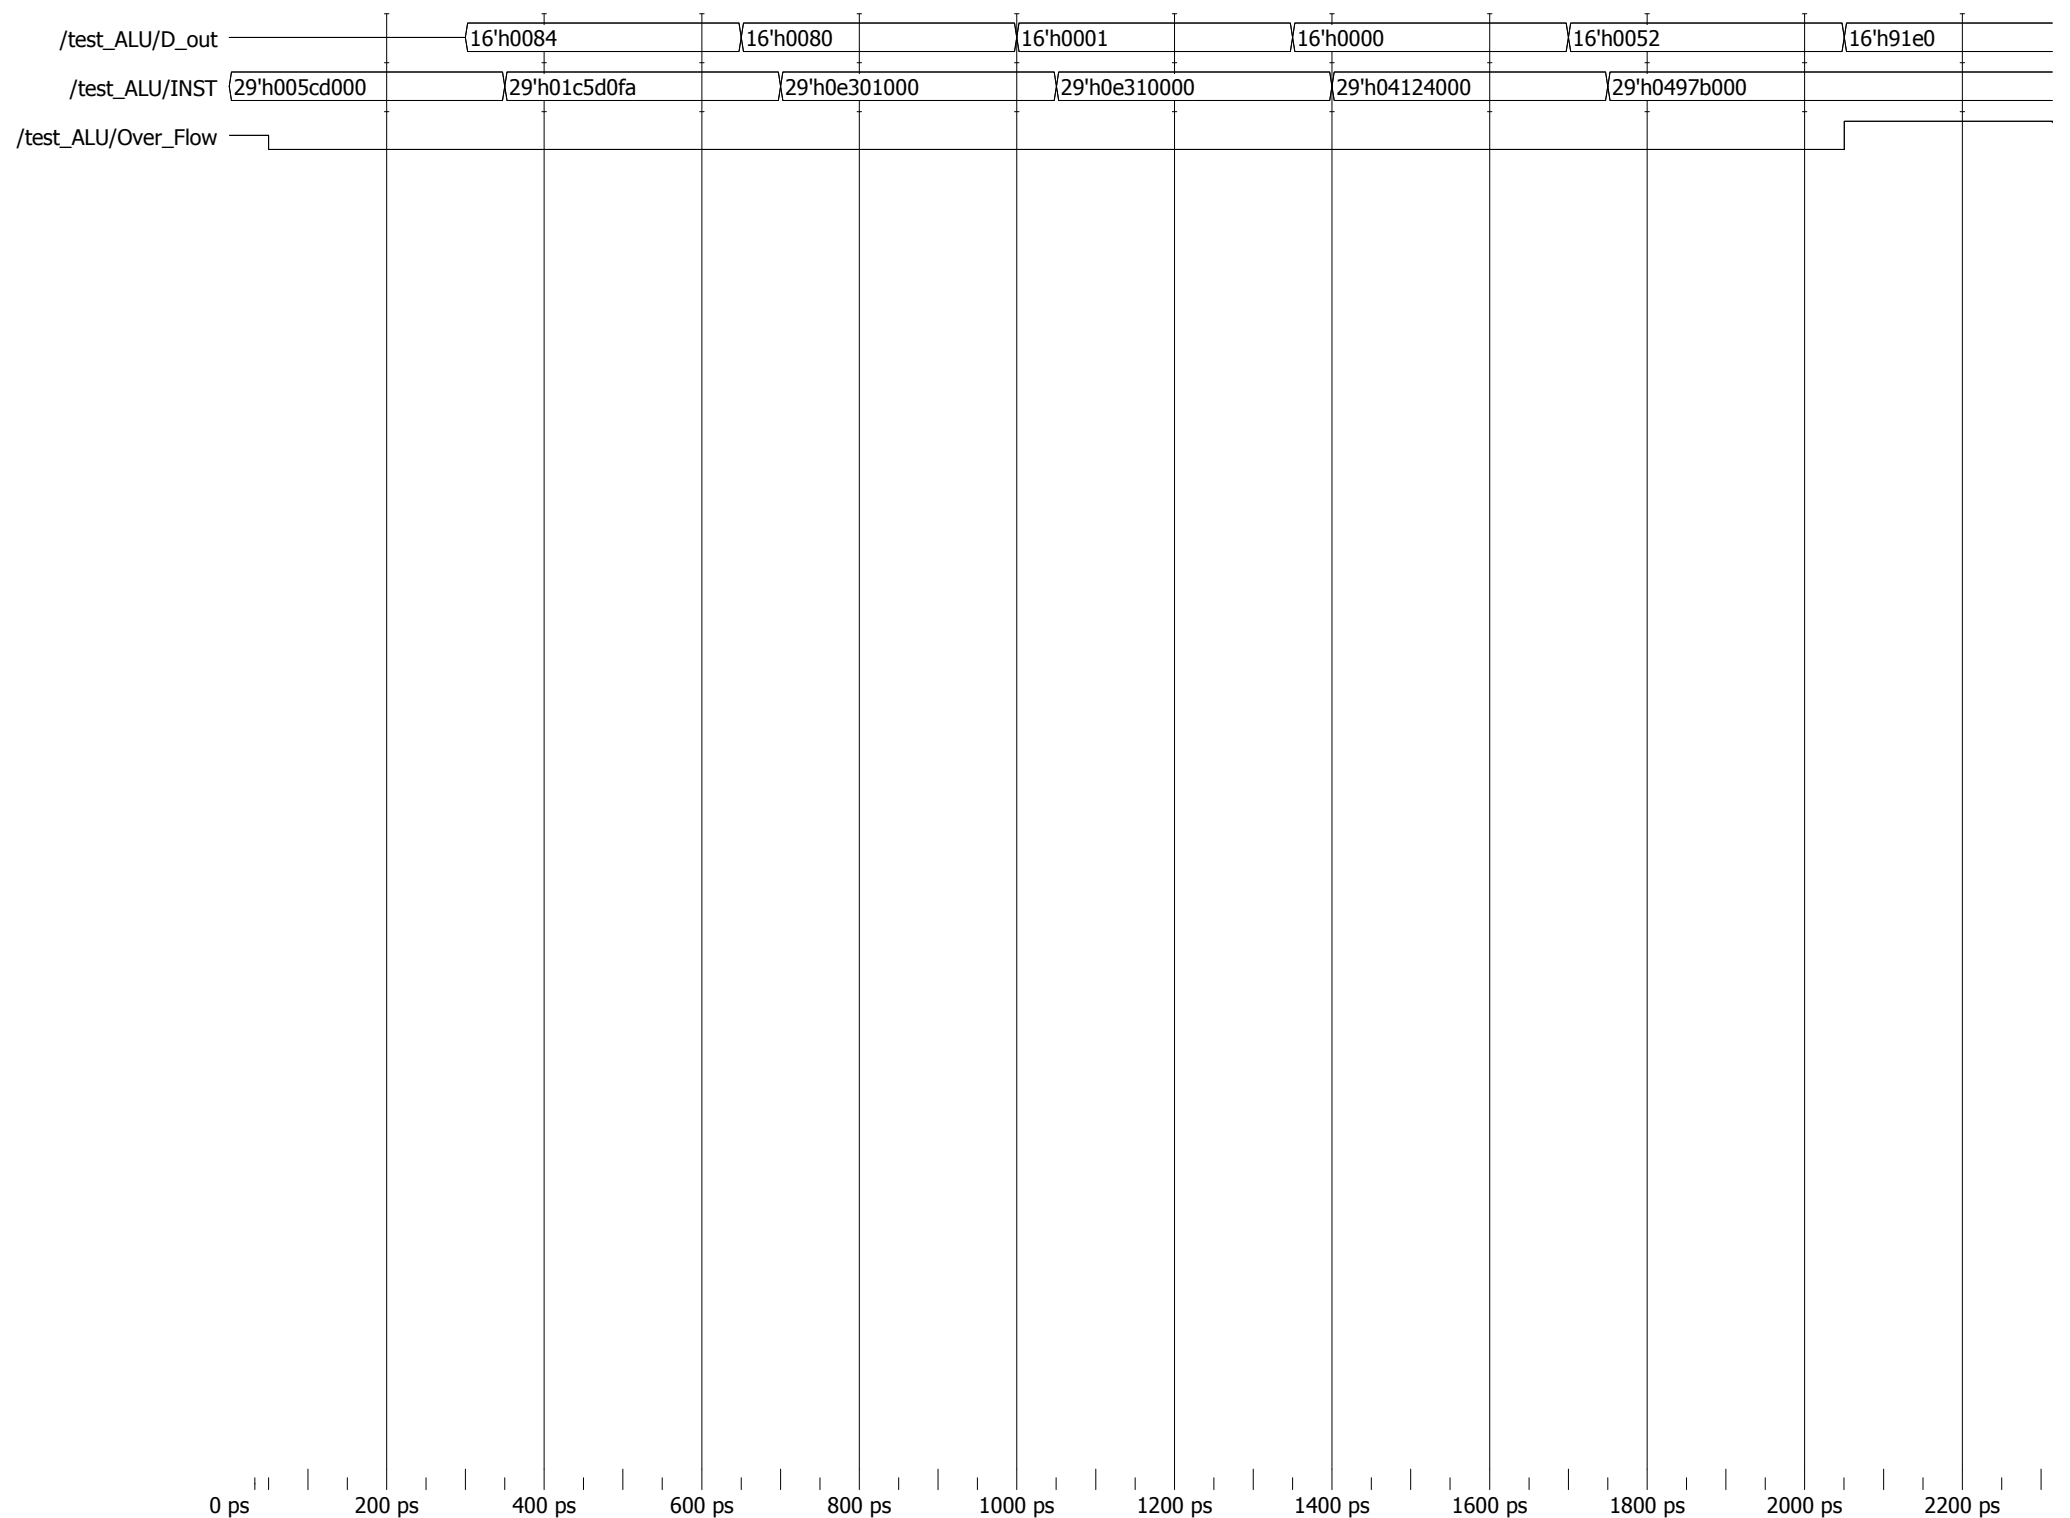 /test_ALU/D_out 16'h0084 16'h0080 16'h0001 16'h0000 16'h0052 16'h91e0
/test_ALU/INST 29'h005cd000 29'h01c5d0fa 29'h0e301000 29'h0e310000 29'h04124000 29'h0497b000
/test_ALU/Over_Flow
0 ps 200 ps 400 ps 600 ps 800 ps 1000 ps 1200 ps 1400 ps 1600 ps 1800 ps 2000 ps 2200 ps